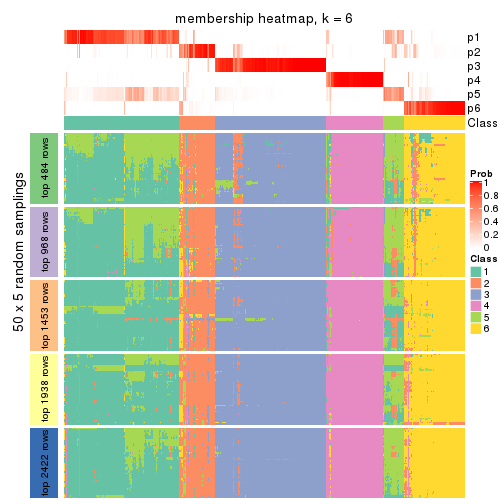 membership heatmap, k = 6
p1
p2
p3
p4
p5
p6
Class
50 x 5 random samplings
top 484 rows
top 968 rows
top 1453 rows
top 1938 rows
top 2422 rows
Prob
1
0.8
0.6
0.4
0.2
0
Class
1
2
3
4
5
6